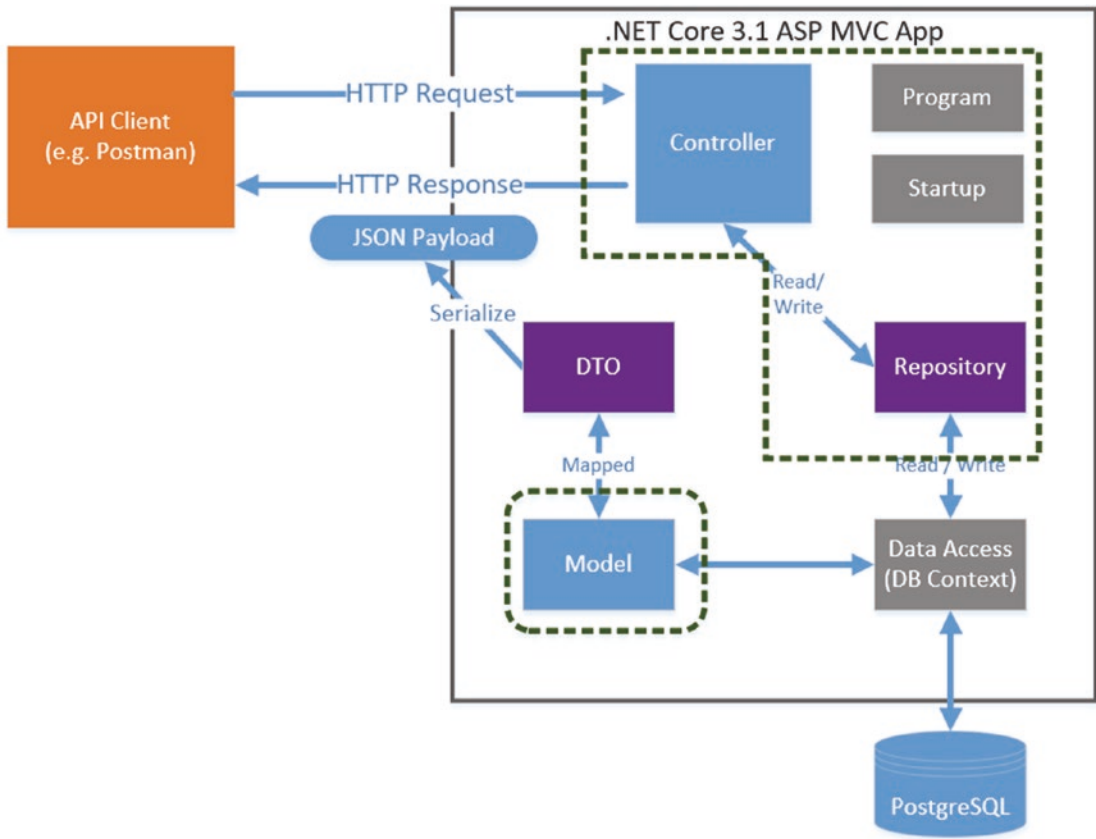 .NET Core 3.1 ASP MVC App
API Client
(e.g. Postman)
HTTP Request
HTTP Response
JSON Payload
Controller
Program
Startup
Read/
Write
Serialize
DTO
Repository
Mapped
Read / Write
Model
Data Access
(DB Context)
PostgreSQL